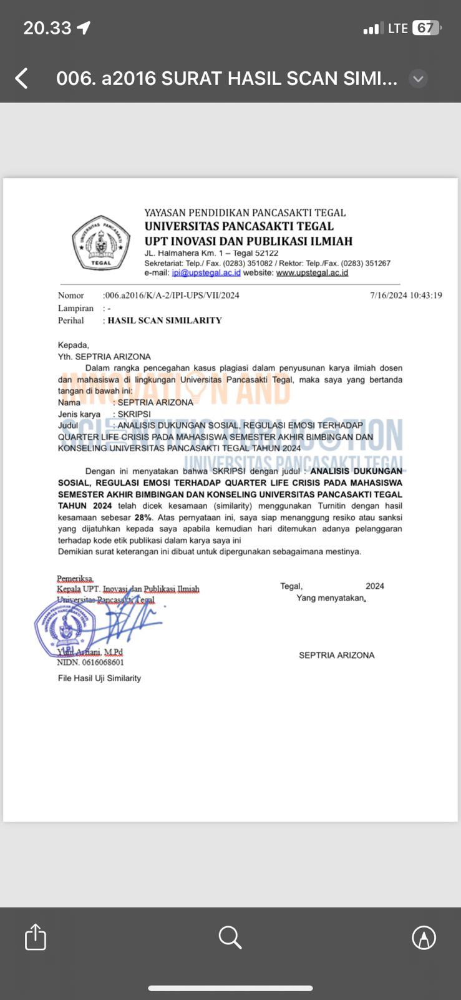 20.33
LTE 67
006. a2016 SURAT HASIL SCAN SIMI...
YAYASAN PENDIDIKAN PANCASAKTI TEGAL
UNIVERSITAS PANCASAKTI TEGAL
UPT INOVASI DAN PUBLIKASI ILMIAH
JL. Halmahera Km. 1 – Tegal 52122
Sekretariat: Telp./ Fax. (0283) 351082 / Rektor: Telp./Fax. (0283) 351267
e-mail: ipi@upstegal.ac.id website: www.upstegal.ac.id
UNIVERSITAS PANCASAKTI
TEGAL
Nomor :006.a2016/K/A-2/IPI-UPS/VII/2024 7/16/2024 10:43:19
Lampiran : -
Perihal : HASIL SCAN SIMILARITY
Kepada,
Yth. SEPTRIA ARIZONA
Dalam rangka pencegahan kasus plagiasi dalam penyusunan karya ilmiah dosen
dan mahasiswa di lingkungan Universitas Pancasakti Tegal, maka saya yang bertanda
tangan di bawah ini:
Nama : SEPTRIA ARIZONA
Jenis karya : SKRIPSI
Judul : ANALISIS DUKUNGAN SOSIAL, REGULASI EMOSI TERHADAP
QUARTER LIFE CRISIS PADA MAHASISWA SEMESTER AKHIR BIMBINGAN DAN
KONSELING UNIVERSITAS PANCASAKTI TEGAL TAHUN 2024
INNOVATION AND
SCIENTIFIC PUBLICATION
UNIVERSITAS PANCASAKTI TEGAL
Dengan ini menyatakan bahwa SKRIPSI dengan judul : ANALISIS DUKUNGAN
SOSIAL, REGULASI EMOSI TERHADAP QUARTER LIFE CRISIS PADA MAHASISWA
SEMESTER AKHIR BIMBINGAN DAN KONSELING UNIVERSITAS PANCASAKTI TEGAL
TAHUN 2024 telah dicek kesamaan (similarity) menggunakan Turnitin dengan hasil
kesamaan sebesar 28%. Atas pernyataan ini, saya siap menanggung resiko atau sanksi
yang dijatuhkan kepada saya apabila kemudian hari ditemukan adanya pelanggaran
terhadap kode etik publikasi dalam karya saya ini
Demikian surat keterangan ini dibuat untuk dipergunakan sebagaimana mestinya.
Pemeriksa,
Kepala UPT. Inovasi dan Publikasi Ilmiah
Universitas Pancasakti Tegal
Tegal, 2024
Yang menyatakan,
IPI
M.Pd
NIDN. 0616068601
SEPTRIA ARIZONA
File Hasil Uji Similarity